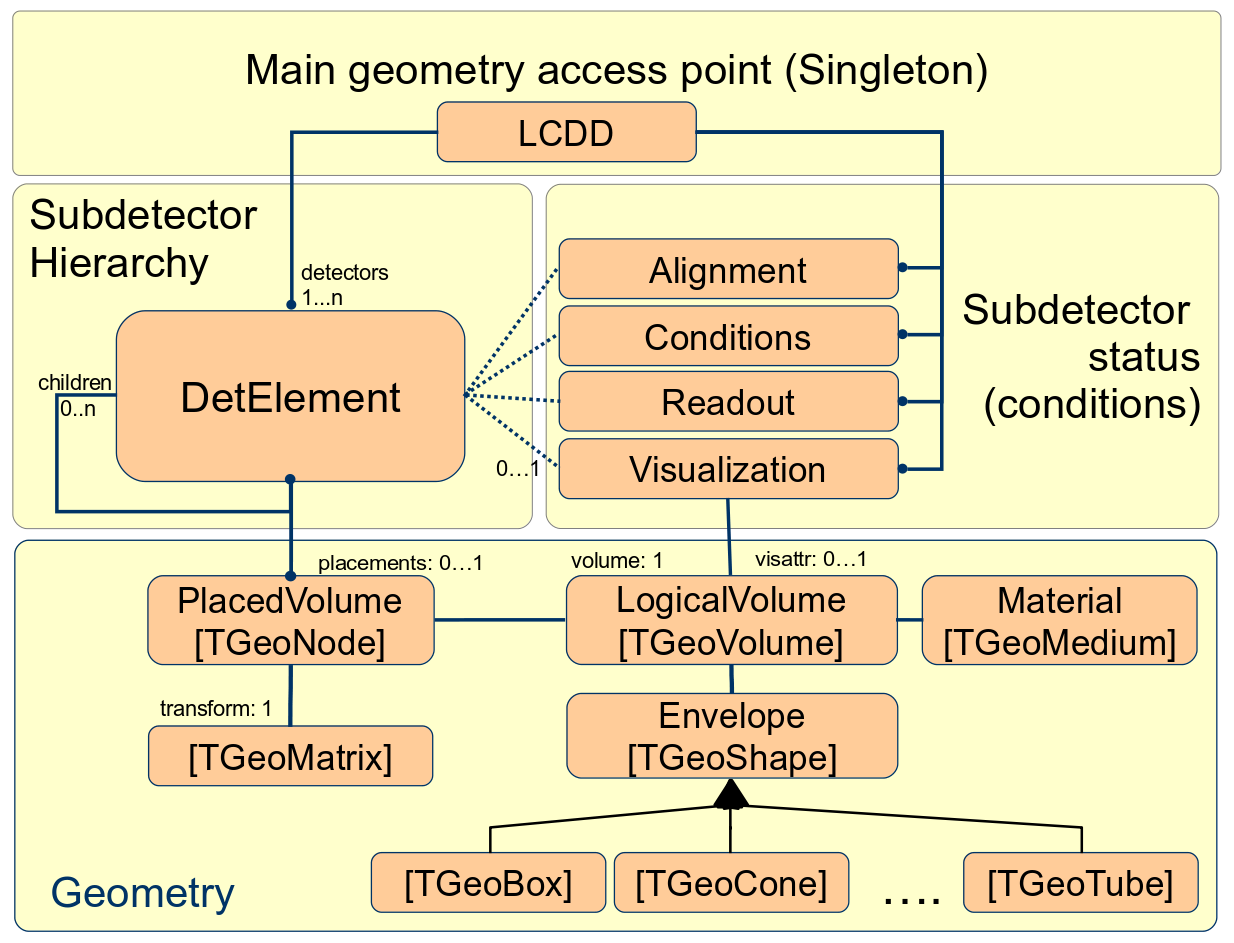 Main geometry access point (Singleton)
LCDD
Subdetector
Hierarchy
detectors
1...n
DetElement
children
0..n
0…1
Alignment
Conditions
Readout
Visualization
Subdetector
status
(conditions)
placements: 0…1
volume: 1
visattr: 0…1
PlacedVolume
[TGeoNode]
LogicalVolume
[TGeoVolume]
Material
[TGeoMedium]
transform: 1
[TGeoMatrix]
Envelope
[TGeoShape]
[TGeoBox]
[TGeoCone]
….
[TGeoTube]
Geometry